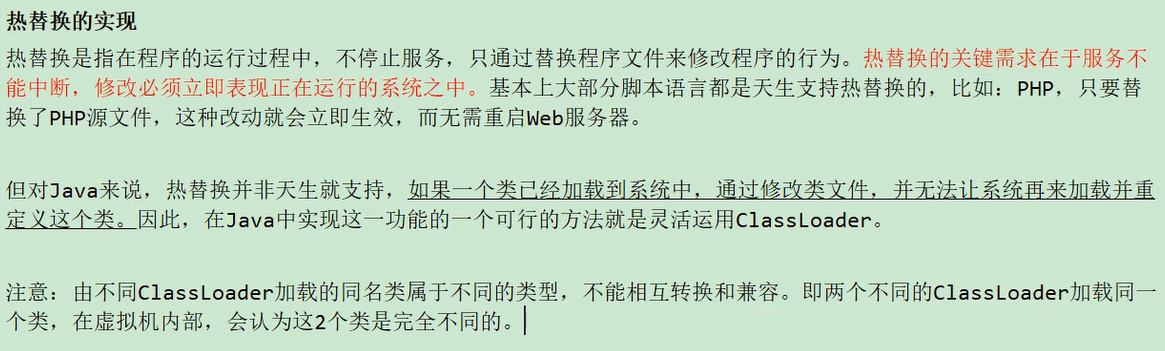 热替换的实现
热替换是指在程序的运行过程中，不停止服务，只通过替换程序文件来修改程序的行为。热替换的关键需求在于服务不
能中断，修改必须立即表现正在运行的系统之中。基本上大部分脚本语言都是天生支持热替换的，比如：PHP，只要替
换了PHP源文件，这种改动就会立即生效，而无需重启Web服务器。
但对Java来说，热替换并非天生就支持，如果一个类已经加载到系统中，通过修改类文件，并无法让系统再来加载并重
定义这个类。因此，在Java中实现这一功能的一个可行的方法就是灵活运用ClassLoader。
注意：由不同ClassLoader加载的同名类属于不同的类型，不能相互转换和兼容。即两个不同的ClassLoader加载同一
个类，在虚拟机内部，会认为这2个类是完全不同的。